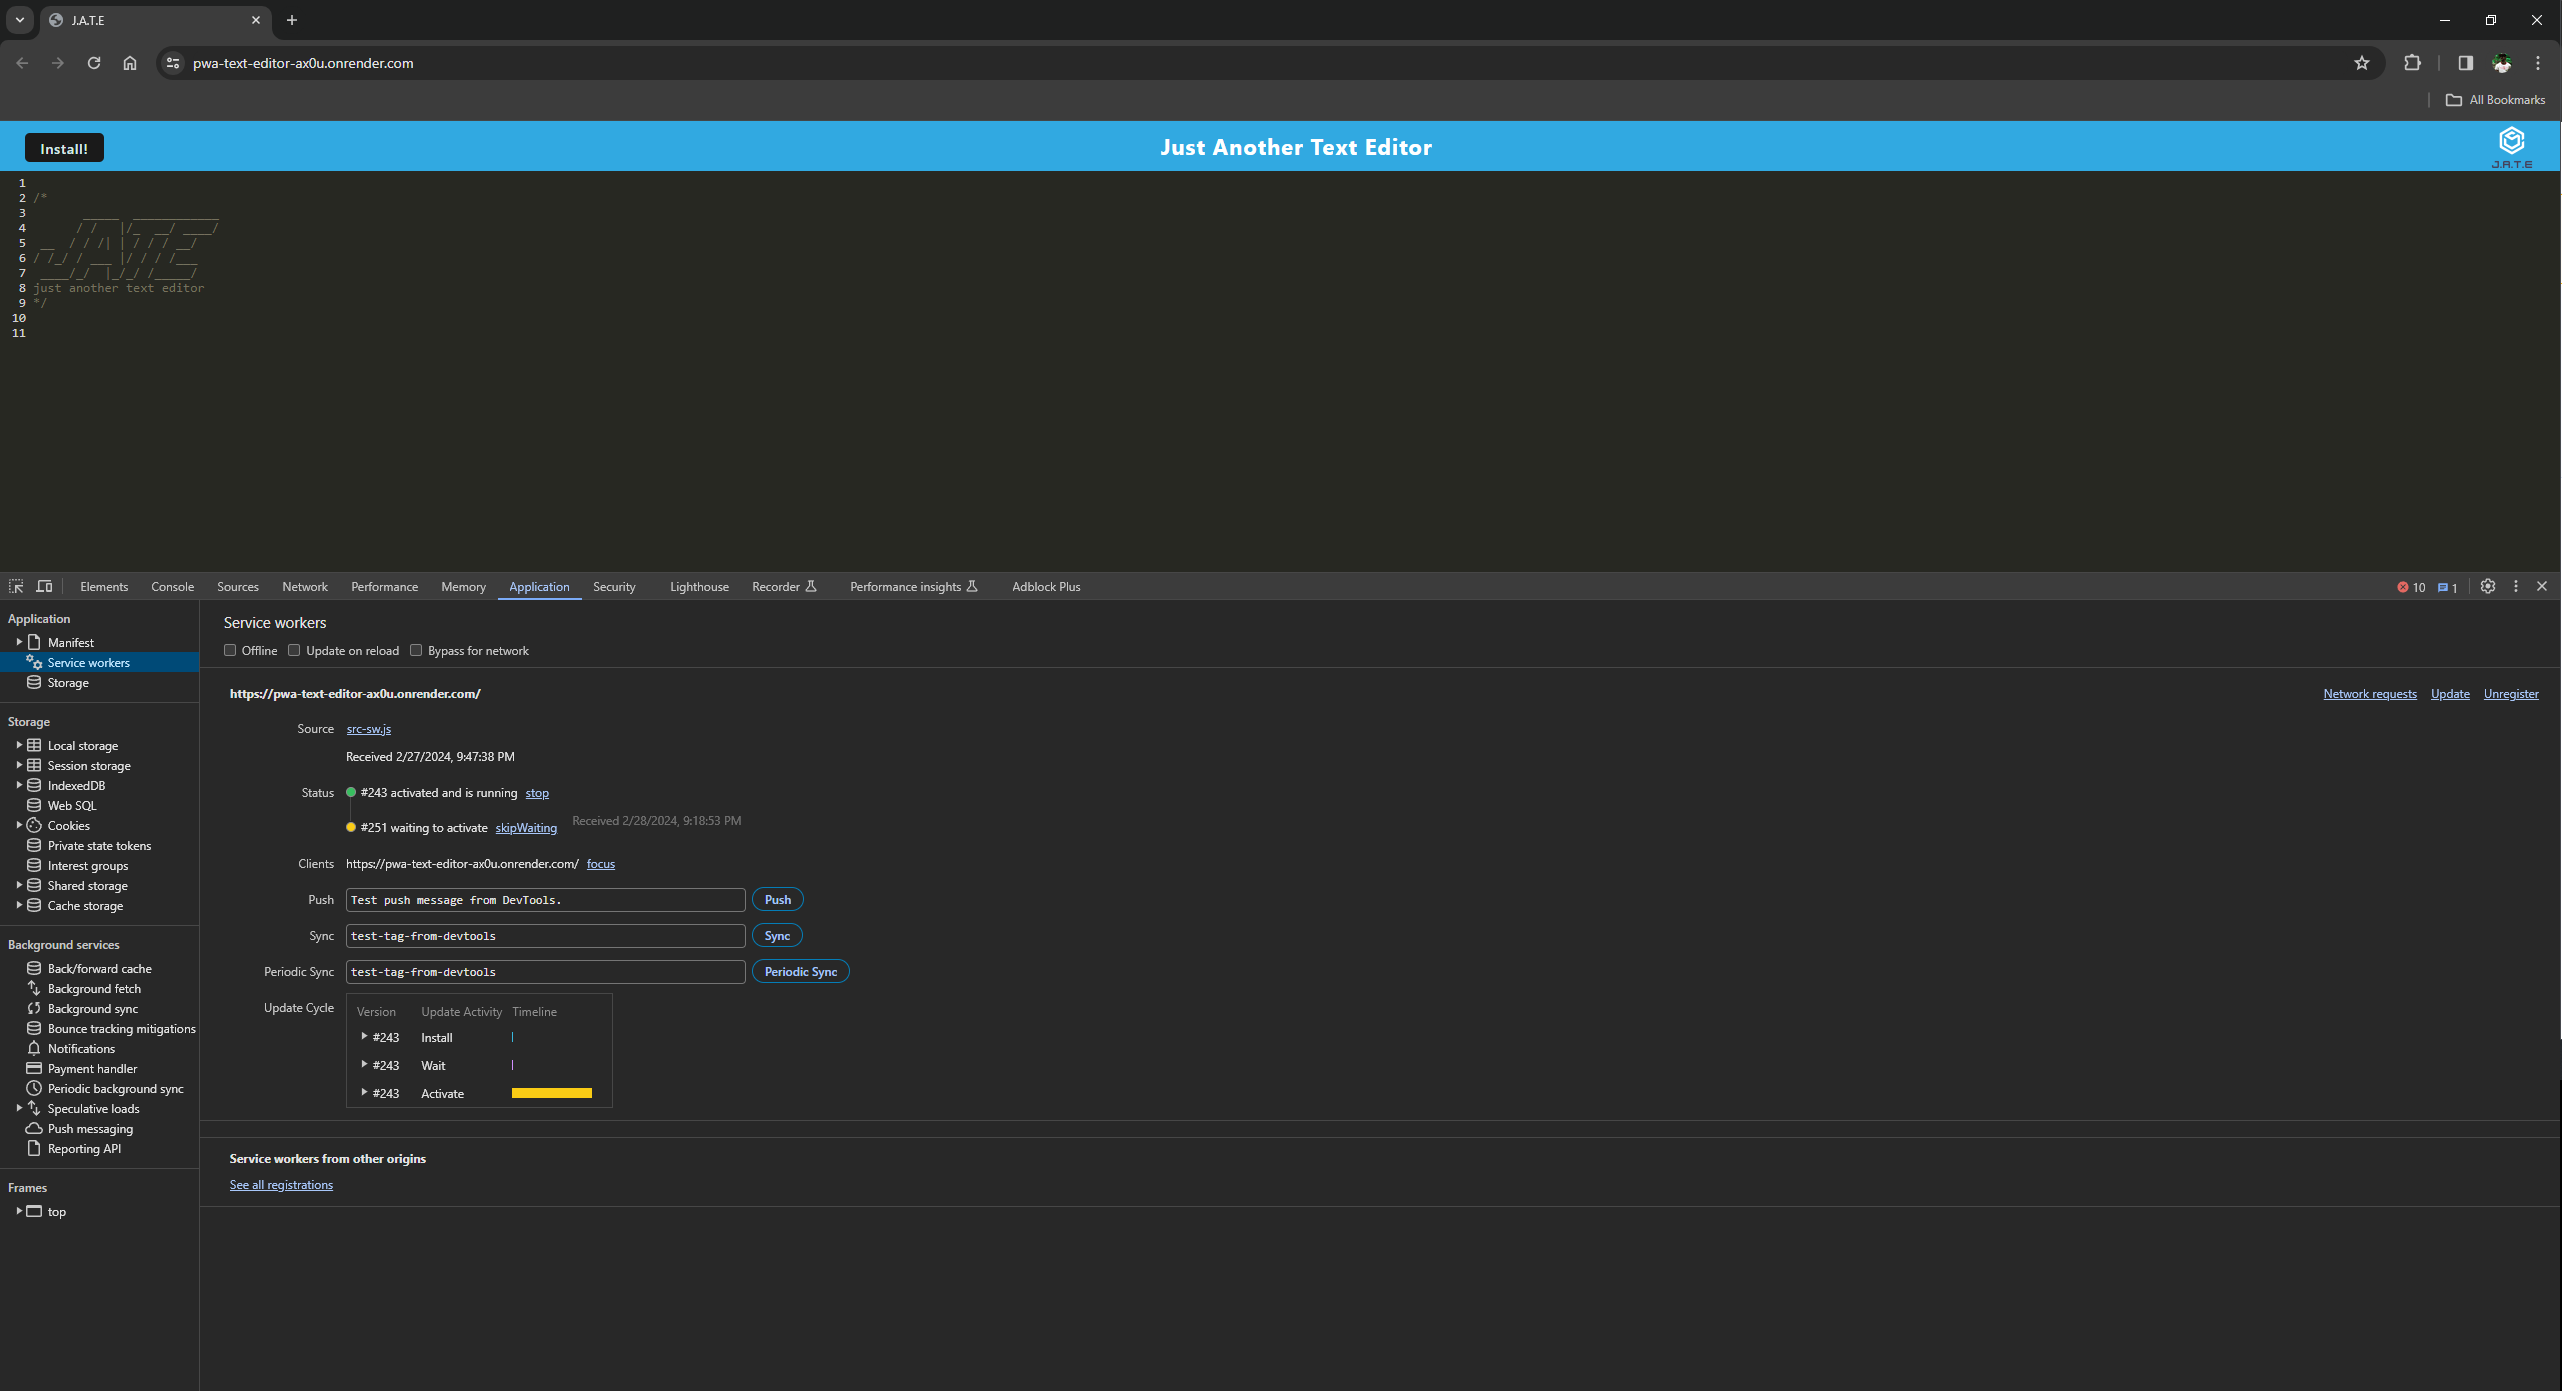 J.A.T.E
pwa-text-editor-ax0u.onrender.com
All Bookmarks
Install!
Just Another Text Editor
J.A.T.E
1
2 /*
3        _____  ____________
4       / /   |/_  __/ ____/
5  __  / / /| | / / / __/
6 / /_/ / ___ |/ / / /___
7  ____/_/  |_/_/ /_____/
8 just another text editor
9 */
10
11
Elements Console Sources Network Performance Memory Application Security Lighthouse Recorder Performance insights Adblock Plus 10 1
Application
Manifest
Service workers
Storage
Storage
Local storage
Session storage
IndexedDB
Web SQL
Cookies
Private state tokens
Interest groups
Shared storage
Cache storage
Background services
Back/forward cache
Background fetch
Background sync
Bounce tracking mitigations
Notifications
Payment handler
Periodic background sync
Speculative loads
Push messaging
Reporting API
Frames
top
Service workers
Offline Update on reload Bypass for network
https://pwa-text-editor-ax0u.onrender.com/ Network requests Update Unregister
Source src-sw.js
Received 2/27/2024, 9:47:38 PM
Status #243 activated and is running stop
#251 waiting to activate skipWaiting Received 2/28/2024, 9:18:53 PM
Clients https://pwa-text-editor-ax0u.onrender.com/ focus
Push Test push message from DevTools. Push
Sync test-tag-from-devtools Sync
Periodic Sync test-tag-from-devtools Periodic Sync
Update Cycle Version Update Activity Timeline
#243 Install
#243 Wait
#243 Activate
Service workers from other origins
See all registrations